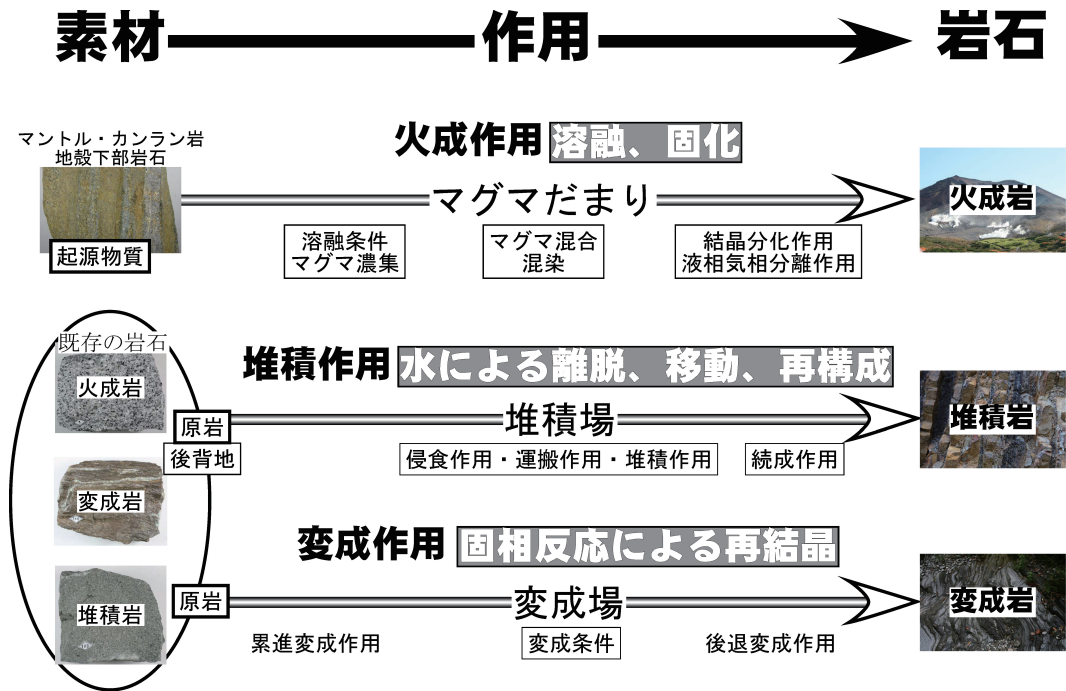 素材
作用
岩石
マントル・カンラン岩
地殻下部岩石
起源物質
火成作用 溶融、固化
マグマだまり
溶融条件
マグマ濃集
マグマ混合
混染
結晶分化作用
液相気相分離作用
火成岩
既存の岩石
火成岩
変成岩
堆積岩
原岩
後背地
堆積作用 水による離脱、移動、再構成
堆積場
侵食作用・運搬作用・堆積作用
続成作用
堆積岩
原岩
変成作用 固相反応による再結晶
変成場
累進変成作用
変成条件
後退変成作用
変成岩